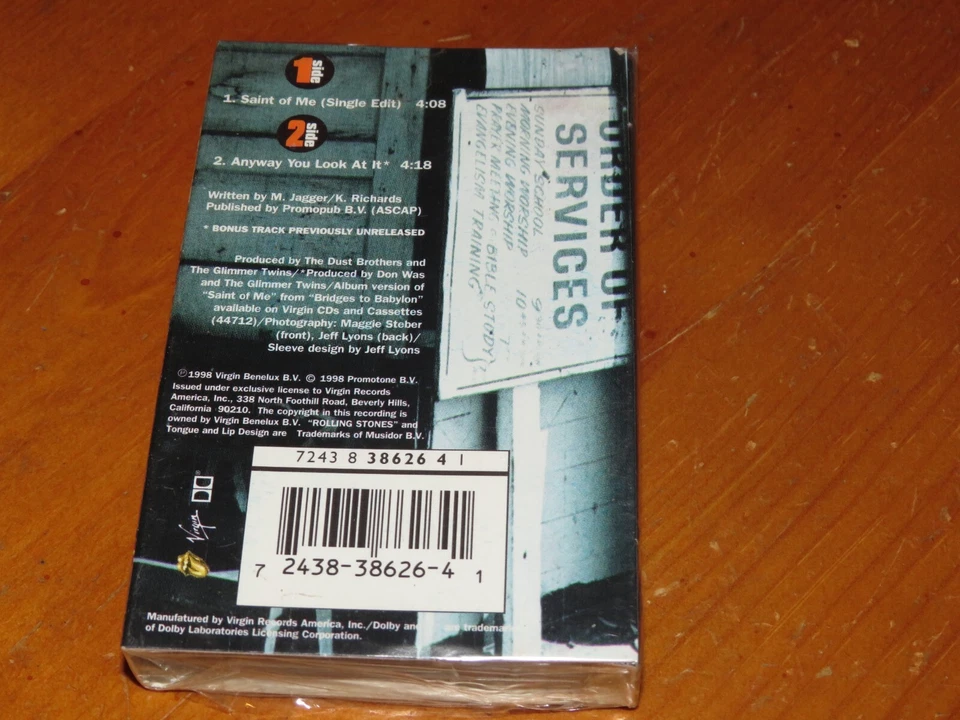 1 side
1. Saint of Me (Single Edit) 4:08
2 side
2. Anyway You Look At It* 4:18
Written by M. Jagger/K. Richards
Published by Promopub B.V. (ASCAP)
* BONUS TRACK PREVIOUSLY UNRELEASED
Produced by The Dust Brothers and
The Glimmer Twins/*Produced by Don Was
and The Glimmer Twins/Album version of
"Saint of Me" from "Bridges to Babylon"
available on Virgin CDs and Cassettes
(44712)/Photography: Maggie Steber
(front), Jeff Lyons (back)/
Sleeve design by Jeff Lyons
℗1998 Virgin Benelux B.V. © 1998 Promotone B.V.
Issued under exclusive license to Virgin Records
America, Inc., 338 North Foothill Road, Beverly Hills,
California 90210. The copyright in this recording is
owned by Virgin Benelux B.V. "ROLLING STONES" and
Tongue and Lip Design are Trademarks of Musidor B.V.
7243 8 38626 4 1
7 2438-38626-4 1
Virgin
Manufatured by Virgin Records America, Inc./Dolby and are trademar
of Dolby Laboratories Licensing Corporation.
ORDER OF
SERVICES
SUNDAY SCHOOL 9
MORNING WORSHIP 10
EVENING WORSHIP
PRAYER MEETING BIBLE STUDY
EVANGELISM TRAINING